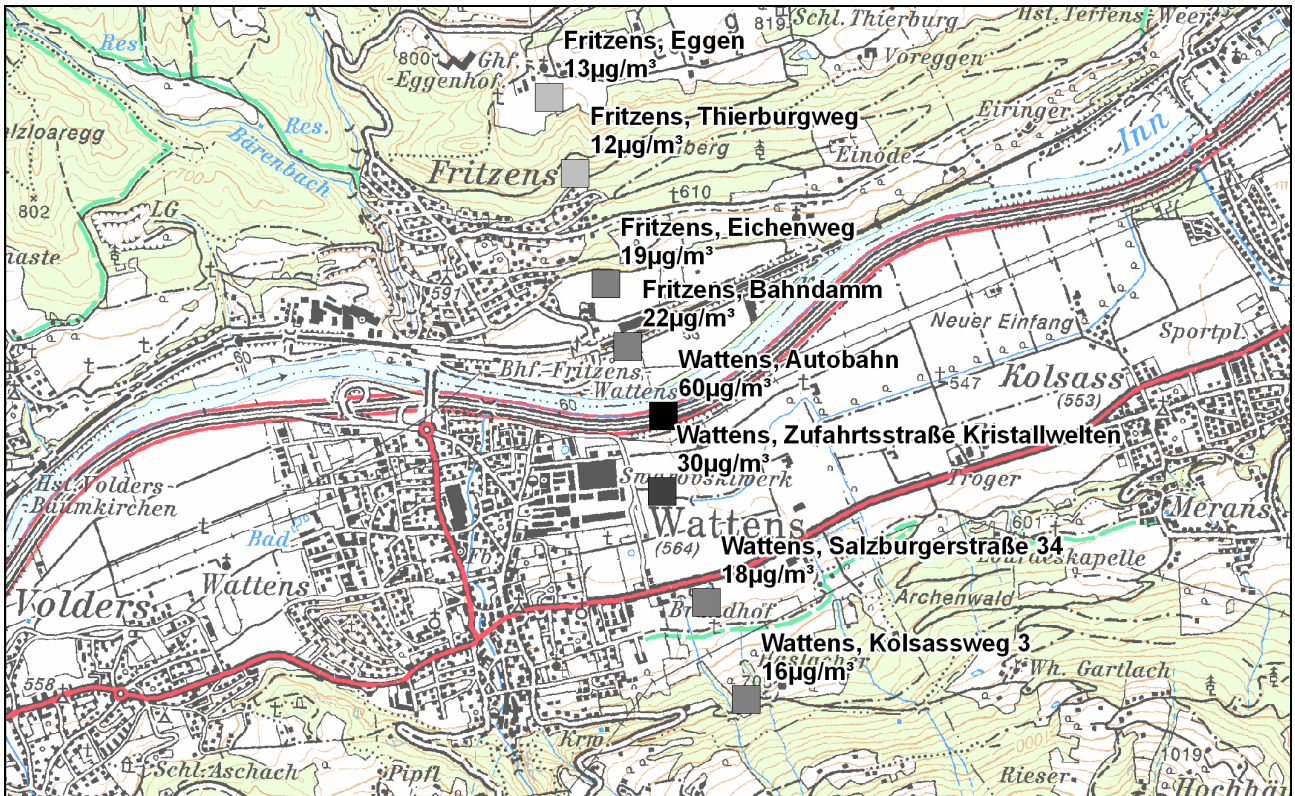 Schl. Thierburg
819
Hst. Terfens-Weer
g
Res
Fritzens, Eggen
800
Ghf.
Voreggen
13µg/m³
-Eggenhof
Eiringer
Fritzens, Thierburgweg
Res.
Inn
Bärenbach
12µg/m³
berg
Einöde
Fritzens
700
610
802
LG
Fritzens, Eichenweg
19µg/m³
naste
591
Fritzens, Bahndamm
22µg/m³
Neuer Einfang
Sportpl.
60
Wattens, Autobahn
Bhf.-Fritzens,
-Wattens
60µg/m³
547
Kolsass
(553)
60
Wattens, Zufahrtsstraße Kristallwelten
30µg/m³
Hst. Volders-
Baumkirchen
Troger
Merans
Wattens
601
Bad
(564)
Wattens, Salzburgerstraße 34
18µg/m³
Wattens
Archenwald
Volders
Wattens, Kolsassweg 3
16µg/m³
Wh. Gartlach
558
Krw.
Schl. Aschach
Pipfl
1019
Rieser